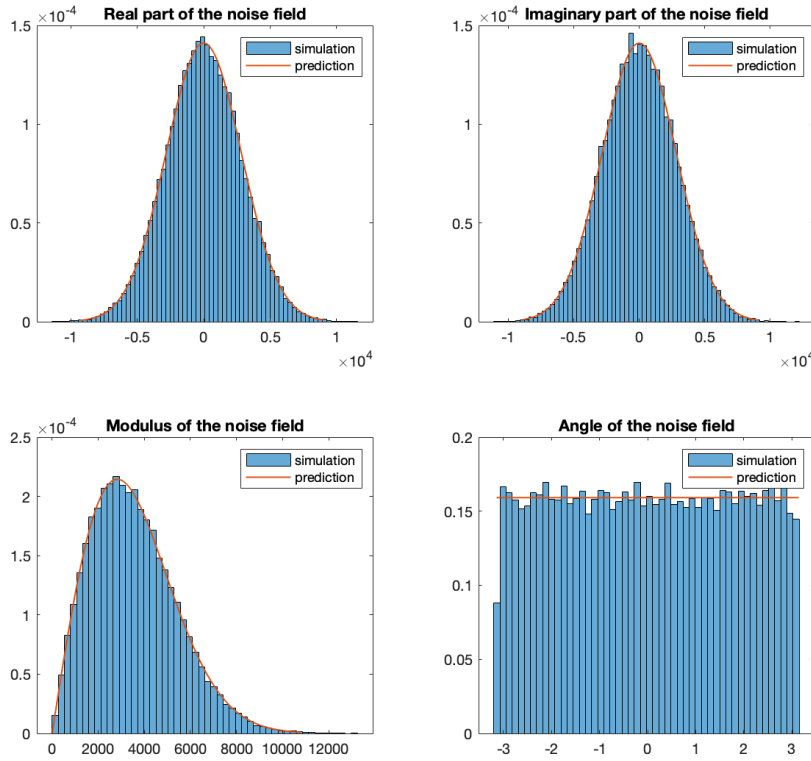 Real part of the noise field
×10⁻⁴
1.5
1
0.5
0
-1 -0.5 0 0.5 1
×10⁴
simulation
prediction
Imaginary part of the noise field
×10⁻⁴
1.5
1
0.5
0
-1 -0.5 0 0.5 1
×10⁴
simulation
prediction
Modulus of the noise field
×10⁻⁴
2.5
2
1.5
1
0.5
0
0 2000 4000 6000 8000 10000 12000
simulation
prediction
Angle of the noise field
0.2
0.15
0.1
0.05
0
-3 -2 -1 0 1 2 3
simulation
prediction